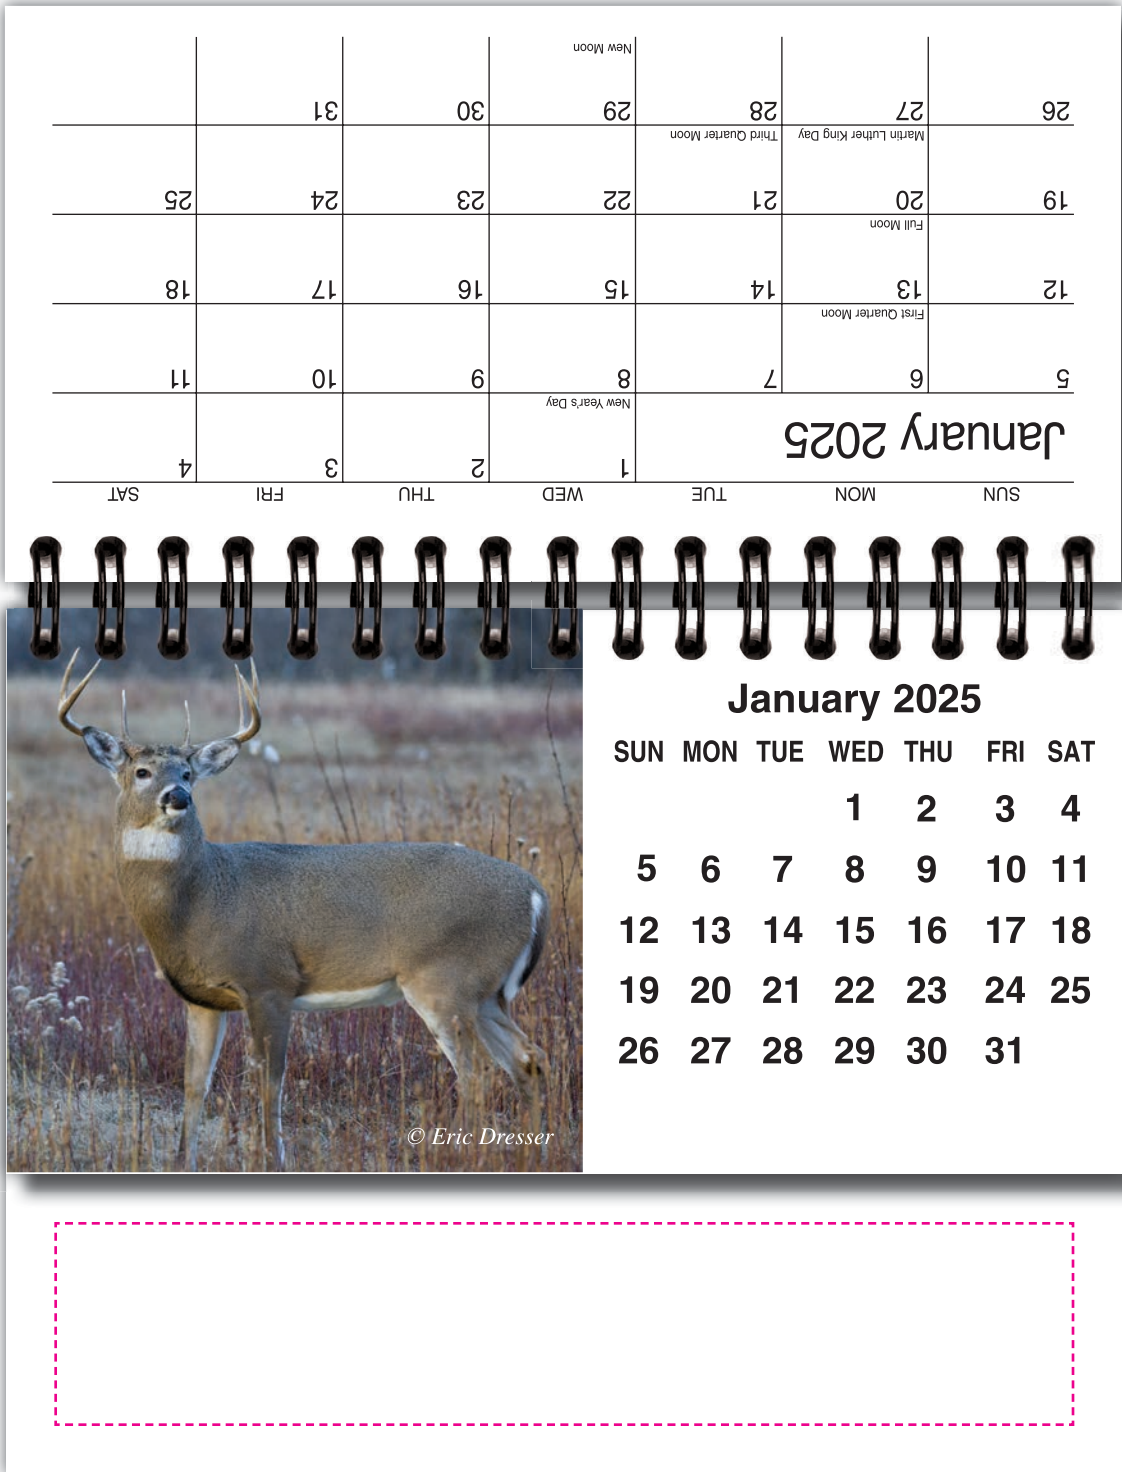 SUN MON TUE WED THU FRI SAT
January 2025
1 2 3 4
New Year's Day
5 6 7 8 9 10 11
First Quarter Moon
12 13 14 15 16 17 18
Full Moon
19 20 21 22 23 24 25
Martin Luther King Day Third Quarter Moon
26 27 28 29 30 31
New Moon
January 2025
SUN MON TUE WED THU FRI SAT
1 2 3 4
5 6 7 8 9 10 11
12 13 14 15 16 17 18
19 20 21 22 23 24 25
26 27 28 29 30 31
© Eric Dresser